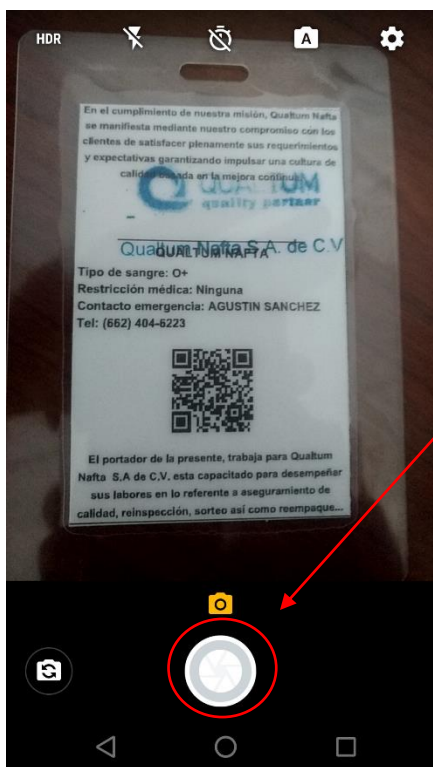 HDR
A
En el cumplimiento de nuestra misión, Qualtum Nafta
se manifiesta mediante nuestro compromiso con los
clientes de satisfacer plenamente sus requerimientos
y expectativas garantizando impulsar una cultura de
calidad basada en la mejora continua.
QUALTUM
quality partner
Qualtum Nafta S.A. de C.V
QUALTUM NAFTA
Tipo de sangre: O+
Restricción médica: Ninguna
Contacto emergencia: AGUSTIN SANCHEZ
Tel: (662) 404-6223
El portador de la presente, trabaja para Qualtum
Nafta S.A de C.V. esta capacitado para desempeñar
sus labores en lo referente a aseguramiento de
calidad, reinspección, sorteo así como reempaque...